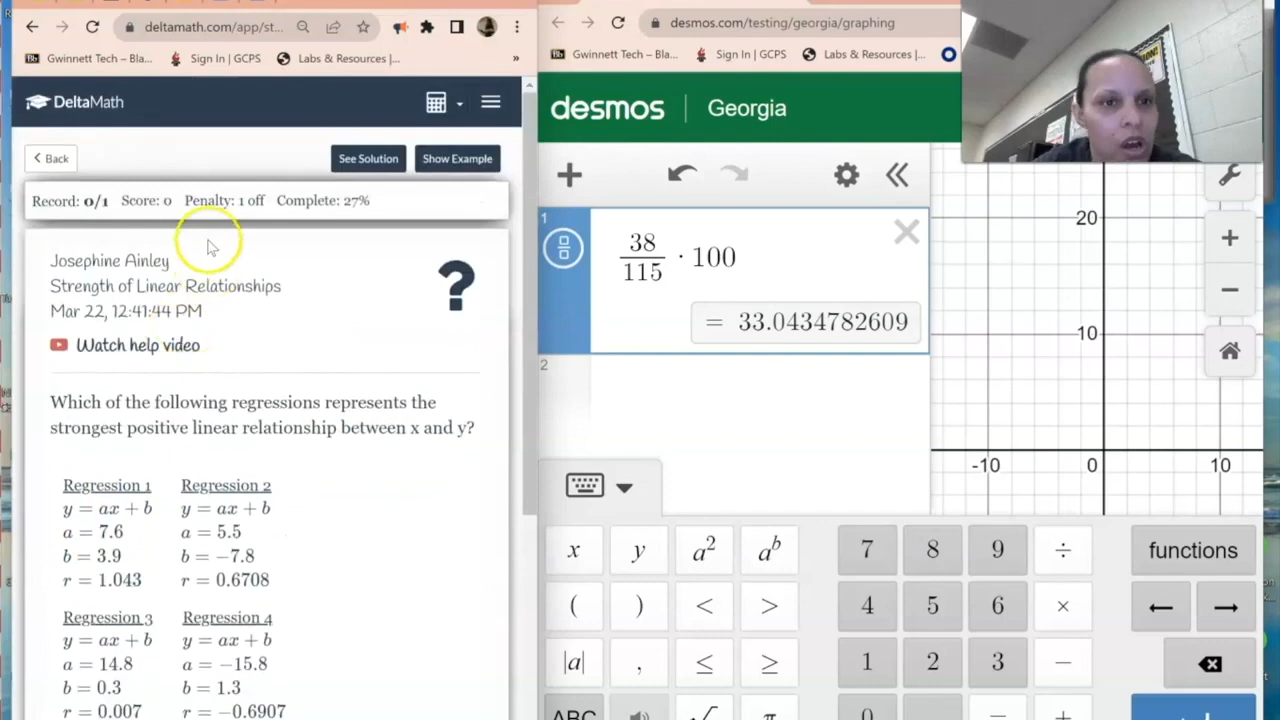 deltamath.com/app/st...
Gwinnett Tech – Bla...
Sign In | GCPS
Labs & Resources |...
»
DeltaMath
Back
See Solution
Show Example
Record: 0/1 Score: 0 Penalty: 1 off Complete: 27%
Josephine Ainley
Strength of Linear Relationships
Mar 22, 12:41:44 PM
?
Watch help video
Which of the following regressions represents the
strongest positive linear relationship between x and y?
Regression 1 Regression 2
y = ax + b y = ax + b
a = 7.6 a = 5.5
b = 3.9 b = −7.8
r = 1.043 r = 0.6708
Regression 3 Regression 4
y = ax + b y = ax + b
a = 14.8 a = −15.8
b = 0.3 b = 1.3
r = 0.007 r = −0.6907
desmos.com/testing/georgia/graphing
Gwinnett Tech – Bla...
Sign In | GCPS
Labs & Resources |...
desmos | Georgia
1
38/115 · 100
= 33.0434782609
2
20
10
-10 0 10
x y a² aᵇ 7 8 9 ÷ functions
( ) < > 4 5 6 × ← →
|a| , ≤ ≥ 1 2 3 −
ABC √ π 0 . +